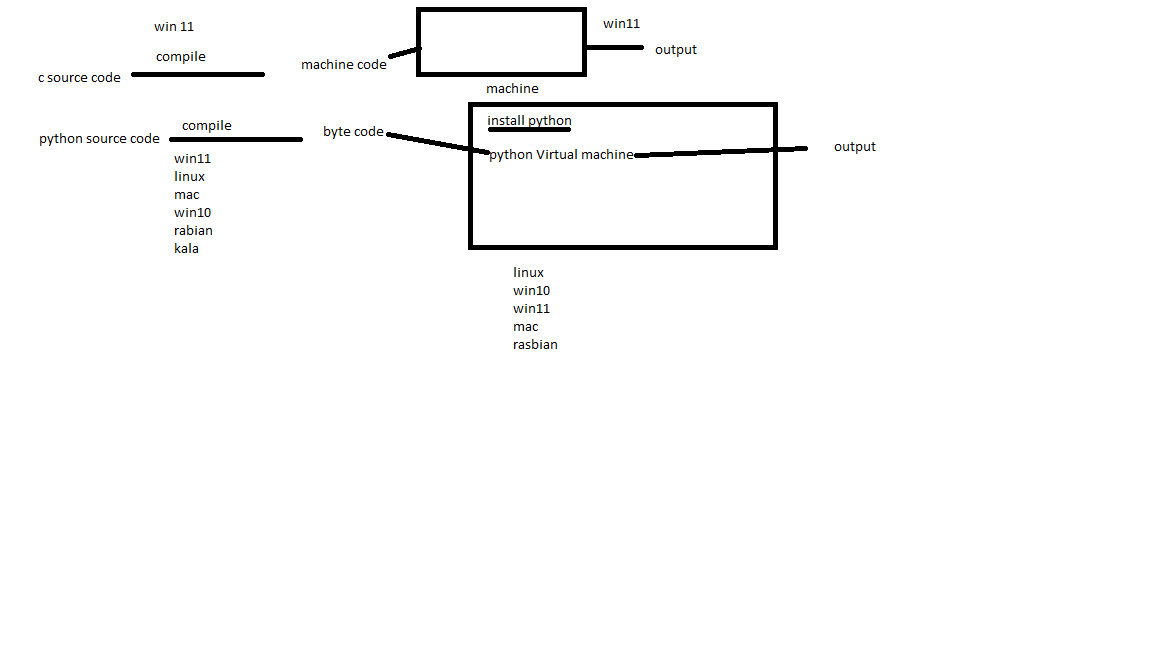 win 11
win11
compile
output
c source code
machine code
machine
install python
compile
byte code
python source code
python Virtual machine
output
win11
linux
mac
win10
rabian
kala
linux
win10
win11
mac
rasbian